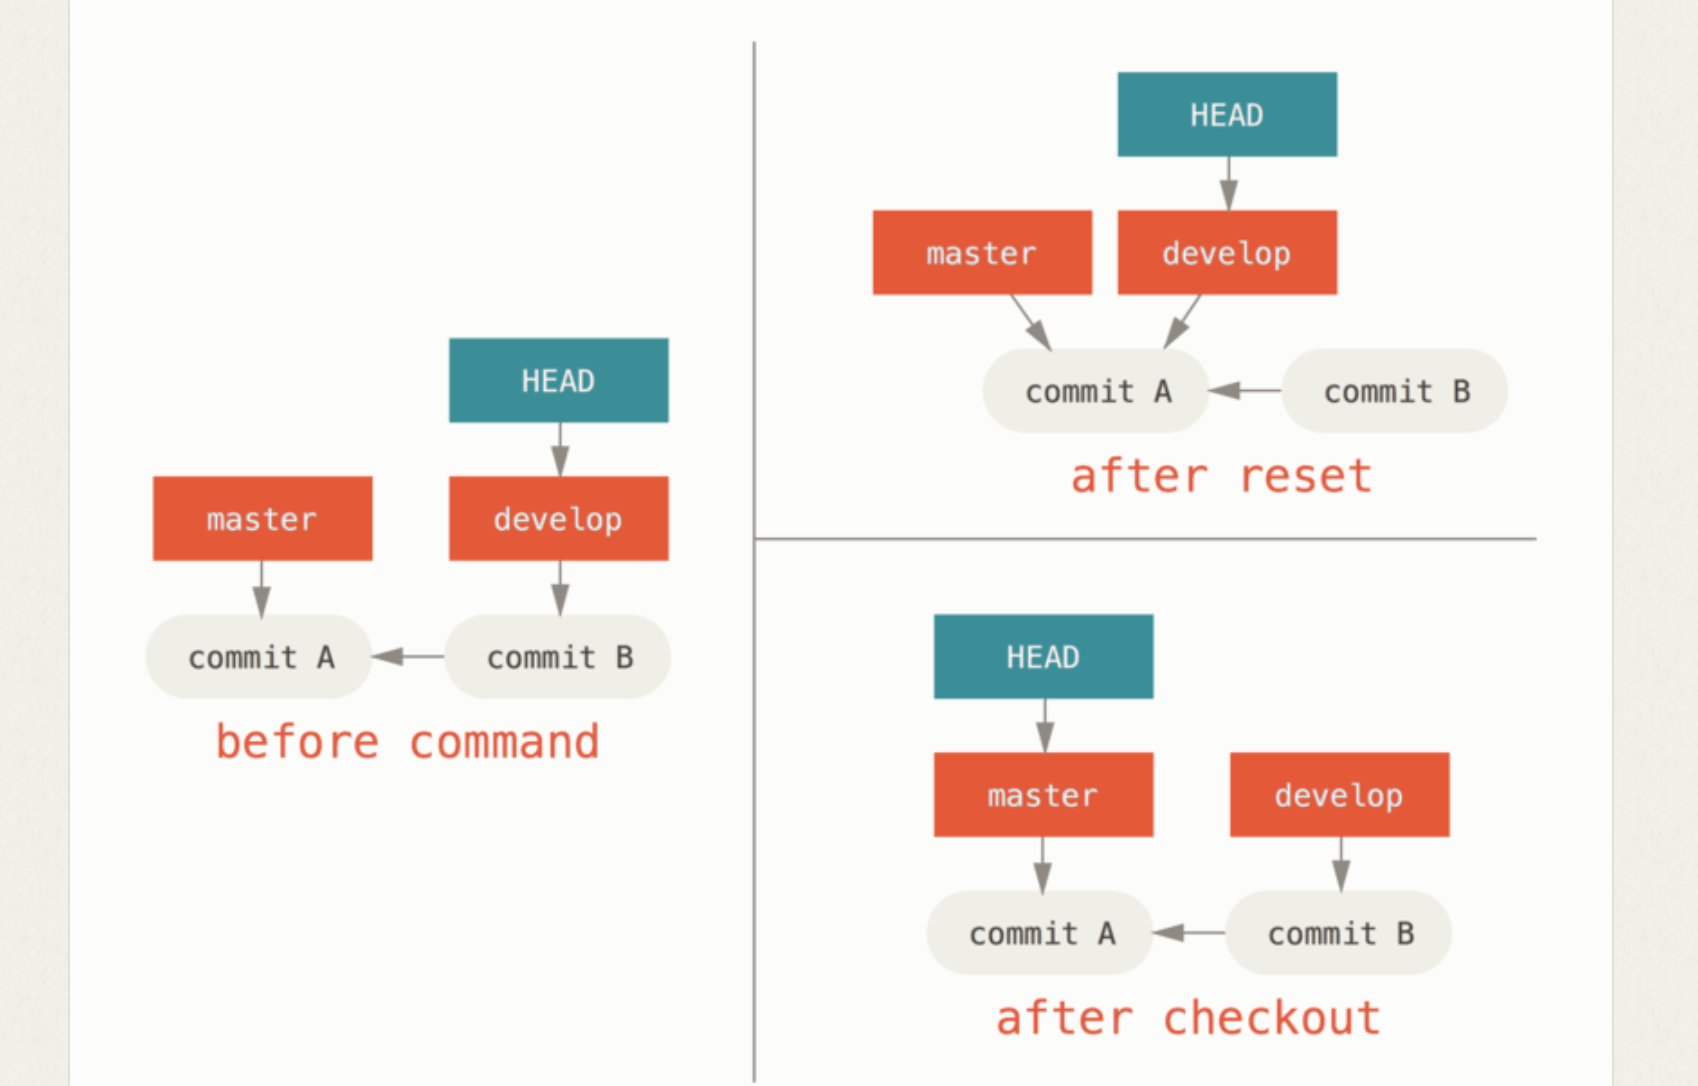 HEAD
master develop
commit A commit B
before command
HEAD
master develop
commit A commit B
after reset
HEAD
master develop
commit A commit B
after checkout